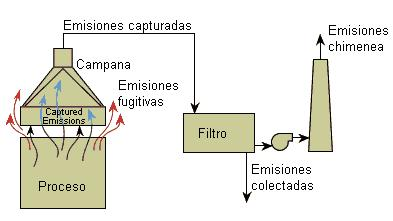 Emisiones capturadas
Emisiones
chimenea
Campana
Emisiones
fugitivas
Captured
Emissions
Filtro
Proceso
Emisiones
colectadas